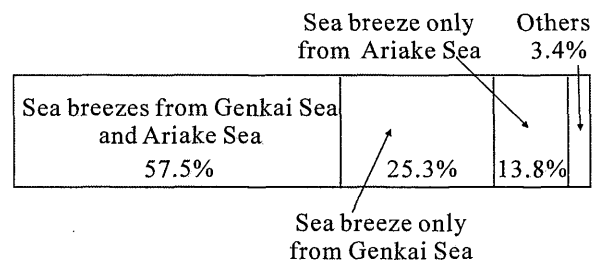 Sea breeze only
from Ariake Sea
Others
3.4%
Sea breezes from Genkai Sea
and Ariake Sea
57.5%
25.3%
13.8%
Sea breeze only
from Genkai Sea